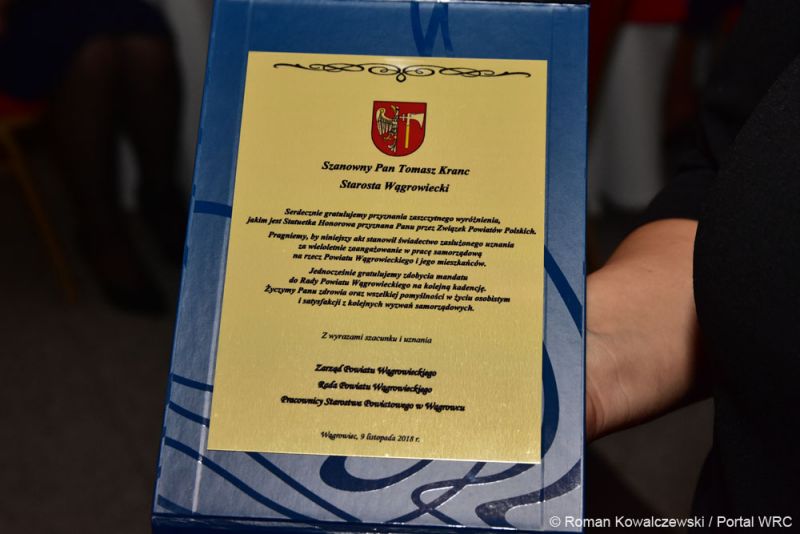 Szanowny Pan Tomasz Kranc
Starosta Wągrowiecki
Serdecznie gratulujemy przyznania zaszczytnego wyróżnienia,
jakim jest Statuetka Honorowa przyznana Panu przez Związek Powiatów Polskich.
Pragniemy, by niniejszy akt stanowił świadectwo zasłużonego uznania
za wieloletnie zaangażowanie w pracę samorządową
na rzecz Powiatu Wągrowieckiego i jego mieszkańców.
Jednocześnie gratulujemy zdobycia mandatu
do Rady Powiatu Wągrowieckiego na kolejną kadencję.
Życzymy Panu zdrowia oraz wszelkiej pomyślności w życiu osobistym
i satysfakcji z kolejnych wyzwań samorządowych.
Z wyrazami szacunku i uznania
Zarząd Powiatu Wągrowieckiego
Rada Powiatu Wągrowieckiego
Pracownicy Starostwa Powiatowego w Wągrowcu
Wągrowiec, 9 listopada 2018 r.
© Roman Kowalczewski / Portal WRC